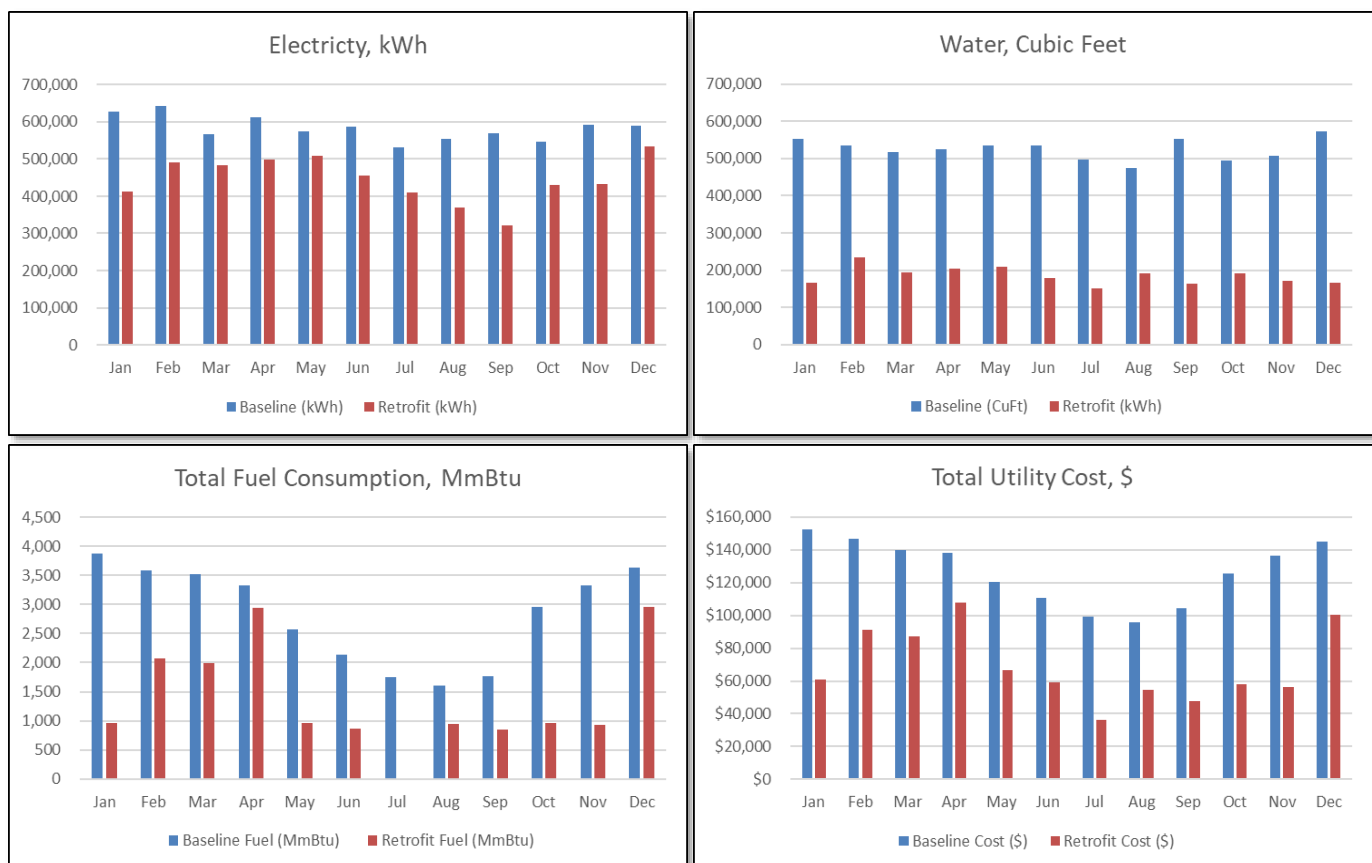 Electricty, kWh
700,000
600,000
500,000
400,000
300,000
200,000
100,000
0
Jan Feb Mar Apr May Jun Jul Aug Sep Oct Nov Dec
Baseline (kWh) Retrofit (kWh)
Water, Cubic Feet
700,000
600,000
500,000
400,000
300,000
200,000
100,000
0
Jan Feb Mar Apr May Jun Jul Aug Sep Oct Nov Dec
Baseline (CuFt) Retrofit (kWh)
Total Fuel Consumption, MmBtu
4,500
4,000
3,500
3,000
2,500
2,000
1,500
1,000
500
0
Jan Feb Mar Apr May Jun Jul Aug Sep Oct Nov Dec
Baseline Fuel (MmBtu) Retrofit Fuel (MmBtu)
Total Utility Cost, $
$160,000
$140,000
$120,000
$100,000
$80,000
$60,000
$40,000
$20,000
$0
Jan Feb Mar Apr May Jun Jul Aug Sep Oct Nov Dec
Baseline Cost ($) Retrofit Cost ($)